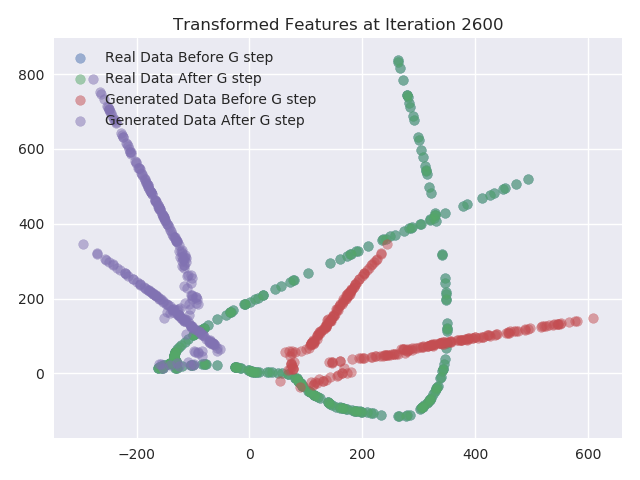 Transformed Features at Iteration 2600
Real Data Before G step
Real Data After G step
Generated Data Before G step
Generated Data After G step
800
600
400
200
0
−200
0
200
400
600